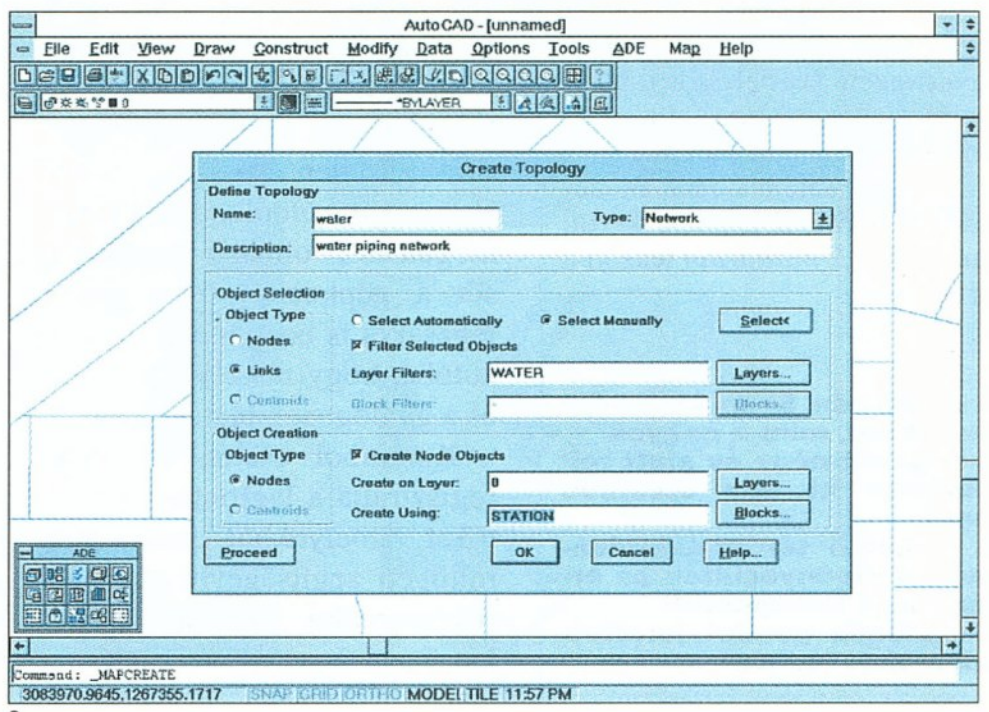 AutoCAD - [unnamed]
File Edit View Draw Construct Modify Data Options Tools ADE Map Help
0 *BYLAYER
Create Topology
Define Topology
Name: water Type: Network
Description: water piping network
Object Selection
Object Type
Select Automatically Select Manually Select<
Nodes
Filter Selected Objects
Links Layer Filters: WATER Layers...
Centroids Block Filters: Blocks...
Object Creation
Object Type Create Node Objects
Nodes Create on Layer: 0 Layers...
Centroids Create Using: STATION Blocks...
Proceed OK Cancel Help...
ADE
Command: _MAPCREATE
3083970.9645,1267355.1717 SNAP GRID ORTHO MODEL TILE 11:57 PM